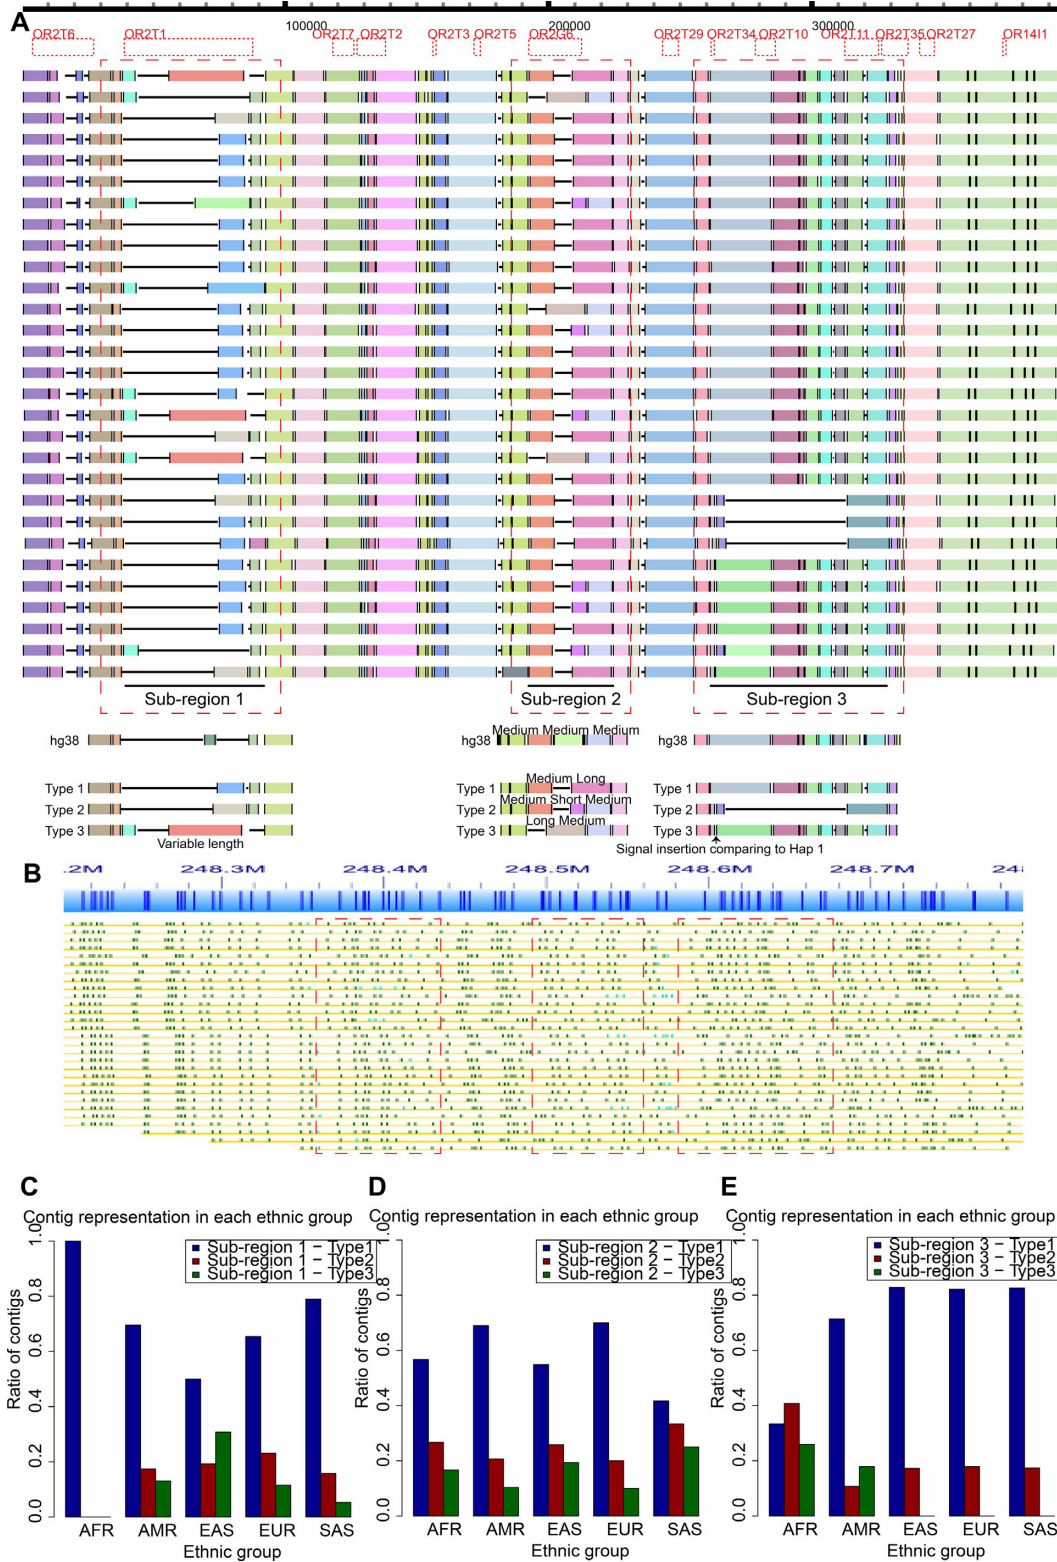 A
100000 200000 300000
OR2T6 OR2T1 OR2T7 OR2T2 OR2T3 OR2T5 OR2G6 OR2T29 OR2T34 OR2T10 OR2T11 OR2T35 OR2T27 OR14I1
Sub-region 1 Sub-region 2 Sub-region 3
Medium Medium Medium
hg38 hg38 hg38
Medium Long
Type 1 Type 1 Type 1
Medium Short Medium
Type 2 Type 2 Type 2
Long Medium
Type 3 Type 3 Type 3
Variable length
Signal insertion comparing to Hap 1
B
.2M 248.3M 248.4M 248.5M 248.6M 248.7M 248
C
Contig representation in each ethnic group
Sub-region 1 − Type1
Sub-region 1 − Type2
Sub-region 1 − Type3
Ratio of contigs
0.0 0.2 0.4 0.6 0.8 1.0
AFR AMR EAS EUR SAS
Ethnic group
D
Contig representation in each ethnic group
Sub-region 2 − Type1
Sub-region 2 − Type2
Sub-region 2 − Type3
Ratio of contigs
0.0 0.2 0.4 0.6 0.8 1.0
AFR AMR EAS EUR SAS
Ethnic group
E
Contig representation in each ethnic group
Sub-region 3 − Type1
Sub-region 3 − Type2
Sub-region 3 − Type3
Ratio of contigs
0.0 0.2 0.4 0.6 0.8 1.0
AFR AMR EAS EUR SAS
Ethnic group